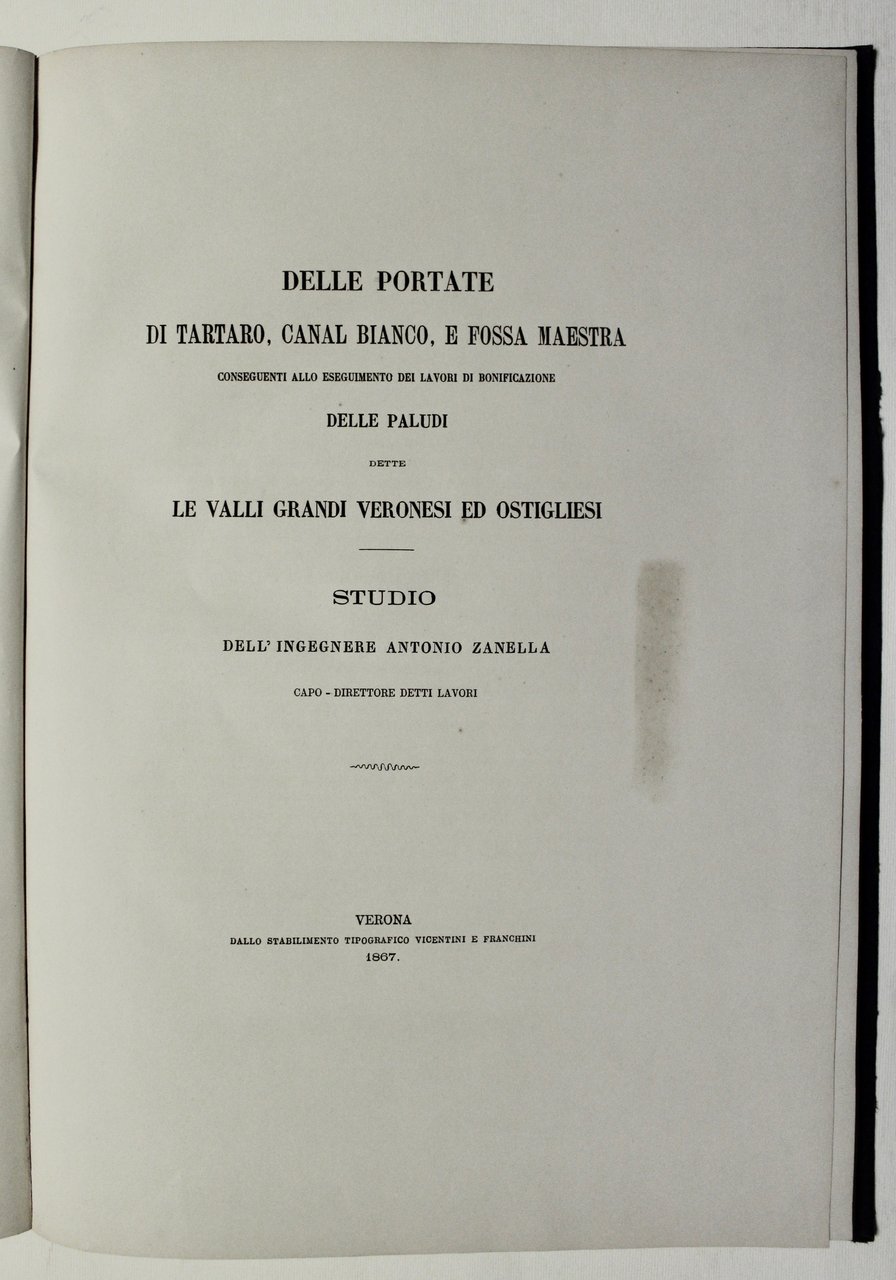 DELLE PORTATE
DI TARTARO, CANAL BIANCO, E FOSSA MAESTRA
CONSEGUENTI ALLO ESEGUIMENTO DEI LAVORI DI BONIFICAZIONE
DELLE PALUDI
DETTE
LE VALLI GRANDI VERONESI ED OSTIGLIESI
STUDIO
DELL' INGEGNERE ANTONIO ZANELLA
CAPO - DIRETTORE DETTI LAVORI
VERONA
DALLO STABILIMENTO TIPOGRAFICO VICENTINI E FRANCHINI
1867.